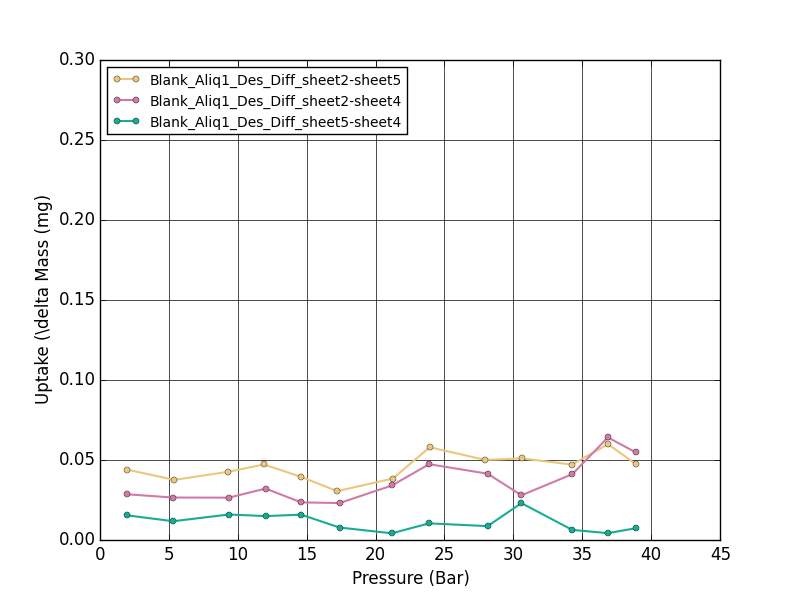 0.30
Blank_Aliq1_Des_Diff_sheet2-sheet5
Blank_Aliq1_Des_Diff_sheet2-sheet4
Blank_Aliq1_Des_Diff_sheet5-sheet4
0.25
0.20
Uptake (\delta Mass (mg)
0.15
0.10
0.05
0.00
0 5 10 15 20 25 30 35 40 45
Pressure (Bar)